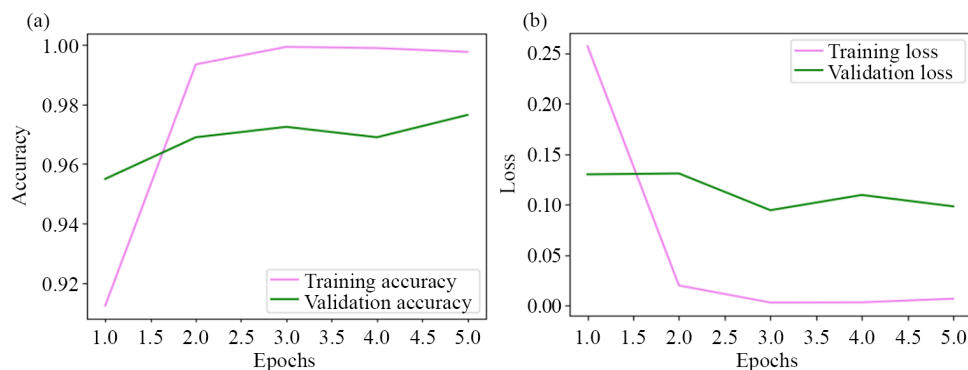 (a)
1.00
0.98
0.96
0.94
0.92
Accuracy
Training accuracy
Validation accuracy
1.0 1.5 2.0 2.5 3.0 3.5 4.0 4.5 5.0
Epochs
(b)
0.25
0.20
0.15
0.10
0.05
0.00
Loss
Training loss
Validation loss
1.0 1.5 2.0 2.5 3.0 3.5 4.0 4.5 5.0
Epochs